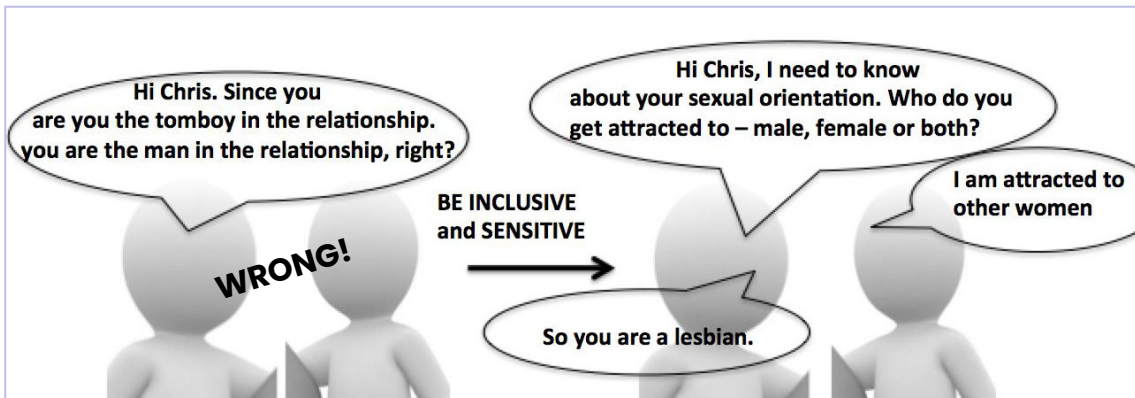 Hi Chris. Since you
are you the tomboy in the relationship.
you are the man in the relationship, right?
WRONG!
BE INCLUSIVE
and SENSITIVE
Hi Chris, I need to know
about your sexual orientation. Who do you
get attracted to – male, female or both?
I am attracted to
other women
So you are a lesbian.